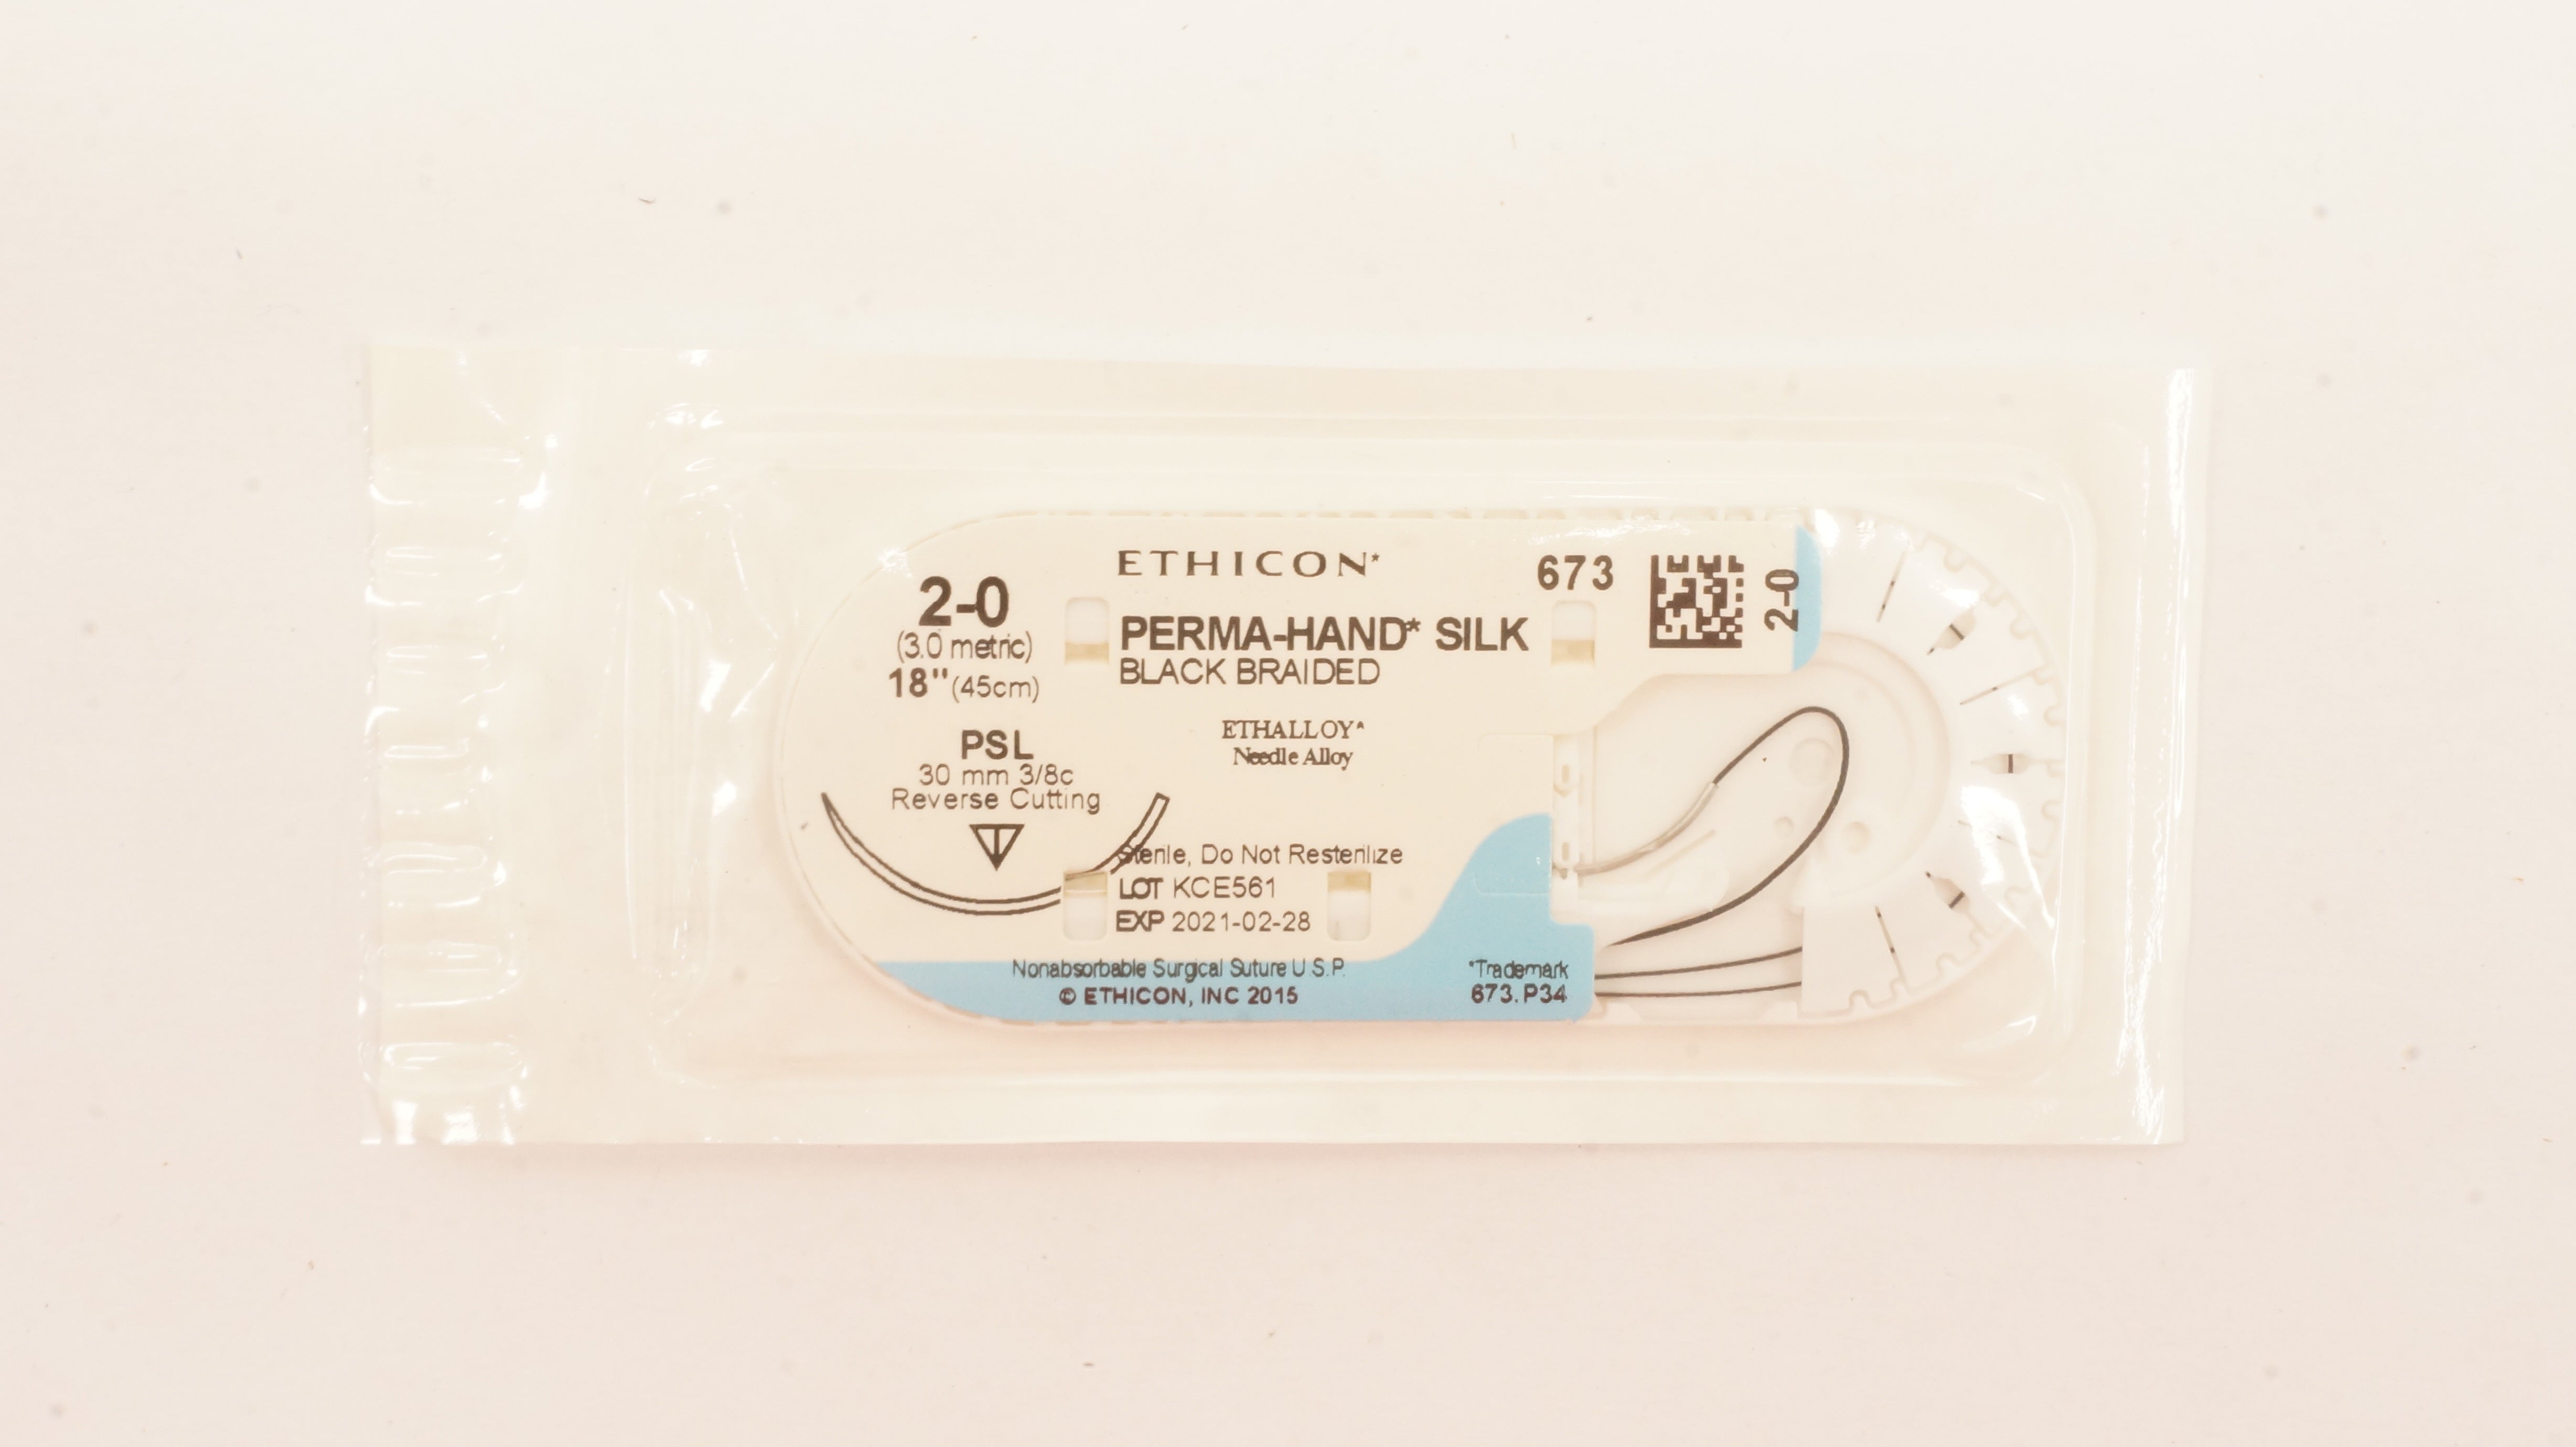 2-0
(3.0 metric)
18" (45cm)
PSL
30 mm 3/8c
Reverse Cutting
ETHICON*
PERMA-HAND* SILK
BLACK BRAIDED
673
2-0
ETHALLOY*
Needle Alloy
Sterile, Do Not Resterilize
LOT KCE561
EXP 2021-02-28
Nonabsorbable Surgical Suture U.S.P.
© ETHICON, INC 2015
*Trademark
673.P34